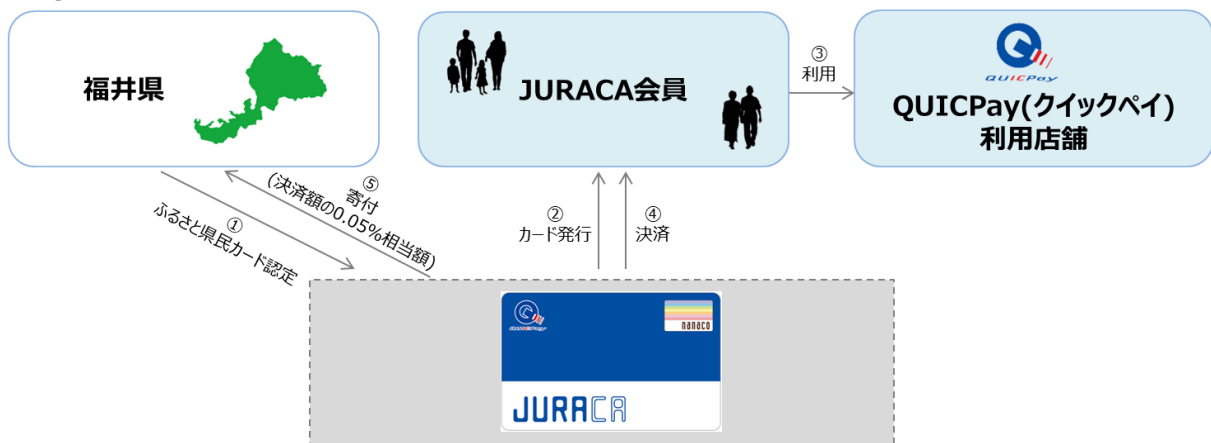 福井県
JURACA会員
③
利用
QUICPay
QUICPay(クイックペイ)
利用店舗
⑤
寄付
(決済額の0.05%相当額)
①
ふるさと県民カード認定
②
カード発行
④
決済
QUICPay
nanaco
JURACA